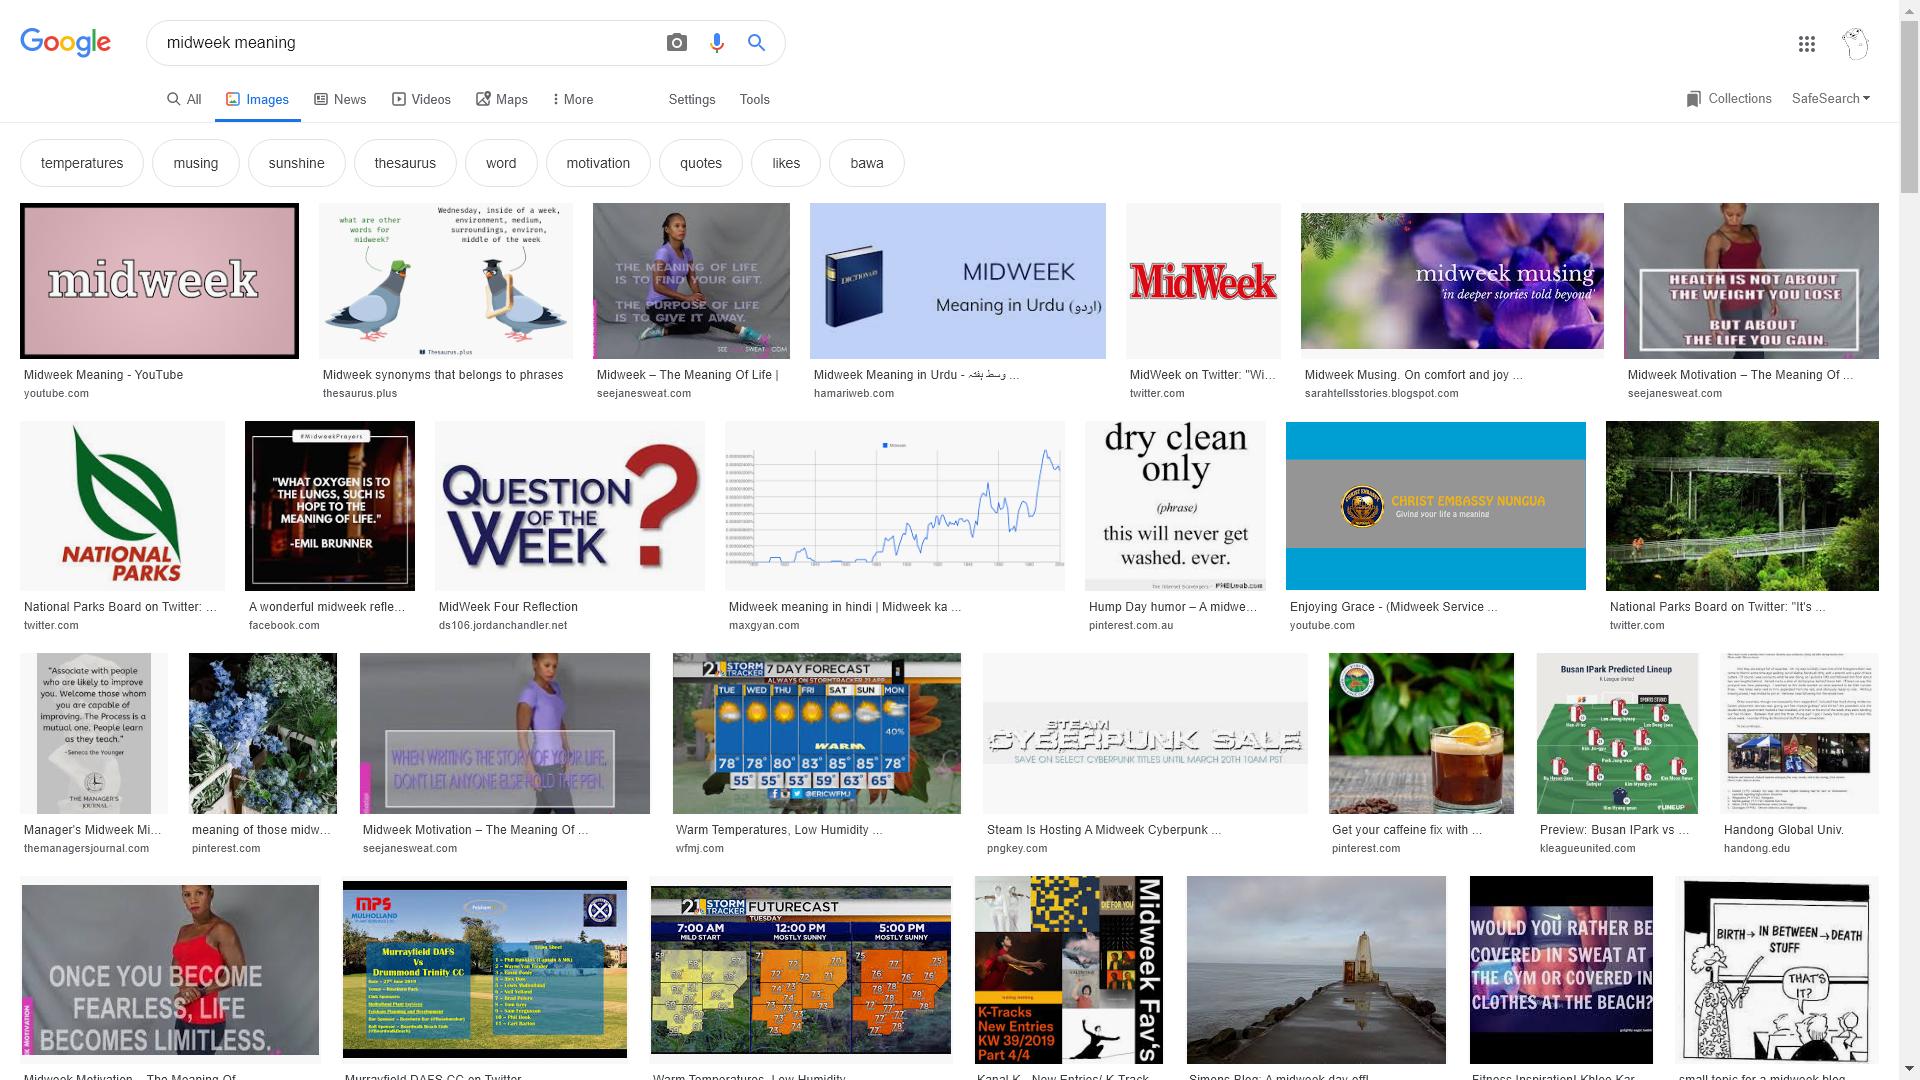 Google
midweek meaning
All
Images
News
Videos
Maps
More
Settings
Tools
Collections
SafeSearch
temperatures
musing
sunshine
thesaurus
word
motivation
quotes
likes
bawa
midweek
what are other
words for
midweek?
Wednesday, inside of a week,
environment, medium,
surroundings, environ,
middle of the week
Thesaurus.plus
THE MEANING OF LIFE
IS TO FIND YOUR GIFT.
THE PURPOSE OF LIFE
IS TO GIVE IT AWAY.
DICTIONARY
MIDWEEK
Meaning in Urdu (اردو)
MidWeek
midweek musing
'in deeper stories told beyond'
HEALTH IS NOT ABOUT
THE WEIGHT YOU LOSE
BUT ABOUT
THE LIFE YOU GAIN.
Midweek Meaning - YouTube
youtube.com
Midweek synonyms that belongs to phrases
thesaurus.plus
Midweek – The Meaning Of Life |
seejanesweat.com
Midweek Meaning in Urdu - وسط ہفتہ ...
hamariweb.com
MidWeek on Twitter: "Wi...
twitter.com
Midweek Musing. On comfort and joy ...
sarahtellsstories.blogspot.com
Midweek Motivation – The Meaning Of ...
seejanesweat.com
NATIONAL
PARKS
#MidweekPrayers
"WHAT OXYGEN IS TO
THE LUNGS, SUCH IS
HOPE TO THE
MEANING OF LIFE."
-EMIL BRUNNER
QUESTION
OF THE
WEEK
?
Midweek
dry clean
only
(phrase)
this will never get
washed. ever.
CHRIST EMBASSY NUNGUA
Giving your life a meaning
National Parks Board on Twitter: ...
twitter.com
A wonderful midweek refle...
facebook.com
MidWeek Four Reflection
ds106.jordanchandler.net
Midweek meaning in hindi | Midweek ka ...
maxgyan.com
Hump Day humor – A midwe...
pinterest.com.au
Enjoying Grace - (Midweek Service ...
youtube.com
National Parks Board on Twitter: "It's ...
twitter.com
"Associate with people
who are likely to improve
you. Welcome those whom
you are capable of
improving. The Process is a
mutual one. People learn
as they teach."
-Seneca the Younger
THE MANAGER'S
JOURNAL
WHEN WRITING THE STORY OF YOUR LIFE,
DON'T LET ANYONE ELSE HOLD THE PEN.
21 STORM TRACKER 7 DAY FORECAST
ALWAYS ON STORMTRACKER 21 APP
TUE WED THU FRI SAT SUN MON
40%
WARM
78° 78° 80° 83° 85° 85° 78°
55° 55° 53° 59° 63° 65°
@ERICWFMJ
STEAM
CYBERPUNK SALE
SAVE ON SELECT CYBERPUNK TITLES UNTIL MARCH 20TH 10AM PST
Busan IPark Predicted Lineup
K League United
Manager's Midweek Mi...
themanagersjournal.com
meaning of those midw...
pinterest.com
Midweek Motivation – The Meaning Of ...
seejanesweat.com
Warm Temperatures, Low Humidity ...
wfmj.com
Steam Is Hosting A Midweek Cyberpunk ...
pngkey.com
Get your caffeine fix with ...
pinterest.com
Preview: Busan IPark vs ...
kleagueunited.com
Handong Global Univ.
handong.edu
ONCE YOU BECOME
FEARLESS, LIFE
BECOMES LIMITLESS.
MPS
MULHOLLAND
Murrayfield DAFS
Vs
Drummond Trinity CC
21 STORM TRACKER FUTURECAST
TUESDAY
7:00 AM
MILD START
12:00 PM
MOSTLY SUNNY
5:00 PM
MOSTLY SUNNY
DIE FOR YOU
Midweek Fav's
K-Tracks
New Entries
KW 39/2019
Part 4/4
WOULD YOU RATHER BE
COVERED IN SWEAT AT
THE GYM OR COVERED IN
CLOTHES AT THE BEACH?
BIRTH → IN BETWEEN → DEATH
STUFF
THAT'S
IT?
Midweek Motivation – The Meaning Of
Murrayfield DAFS CC on Twitter
Warm Temperatures, Low Humidity
Kanal K - New Entries/ K-Track
Simons Blog: A midweek day off!
Fitness Inspiration! Khloe Kar
small topic for a midweek blog